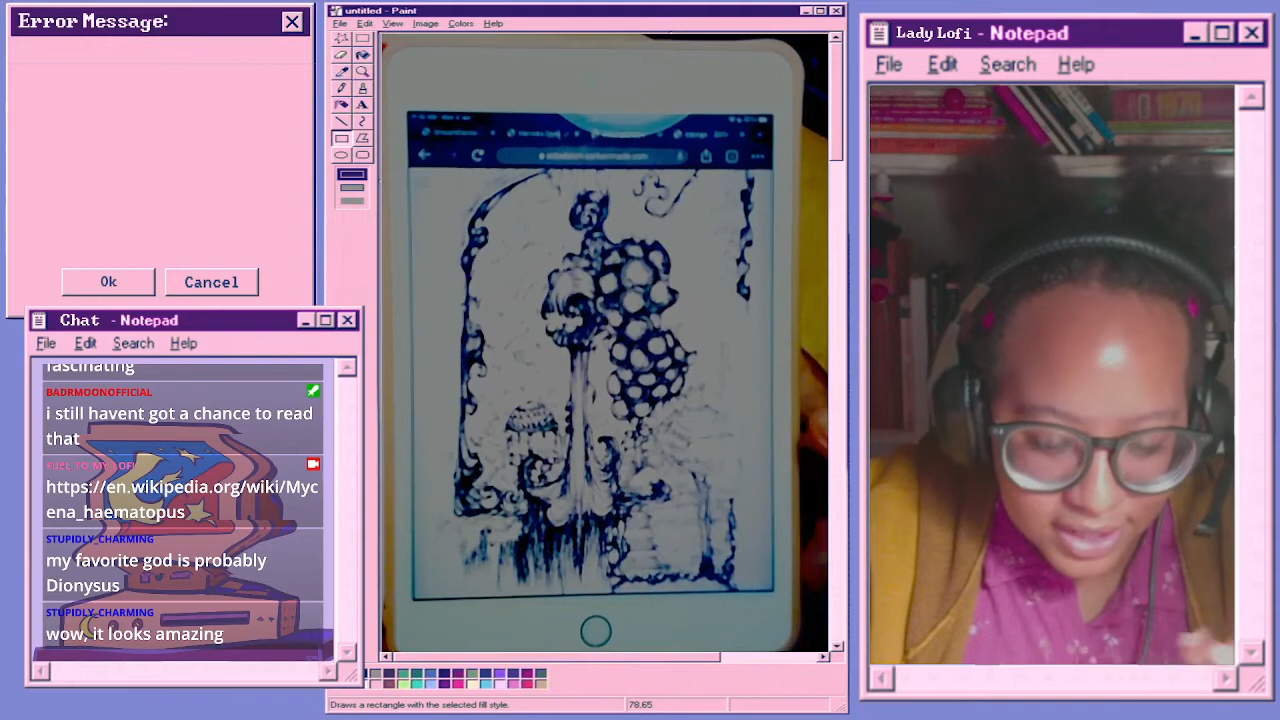 Error Message:
Ok
Cancel
Chat - Notepad
File Edit Search Help
fascinating
BADRMOONOFFICIAL
i still havent got a chance to read
that
FUEL_TO_MY_LOFI
https://en.wikipedia.org/wiki/Myc
ena_haematopus
STUPIDLY_CHARMING
my favorite god is probably
Dionysus
STUPIDLY_CHARMING
wow, it looks amazing
untitled - Paint
File Edit View Image Colors Help
Draws a rectangle with the selected fill style.
78,65
Lady Lofi - Notepad
File Edit Search Help